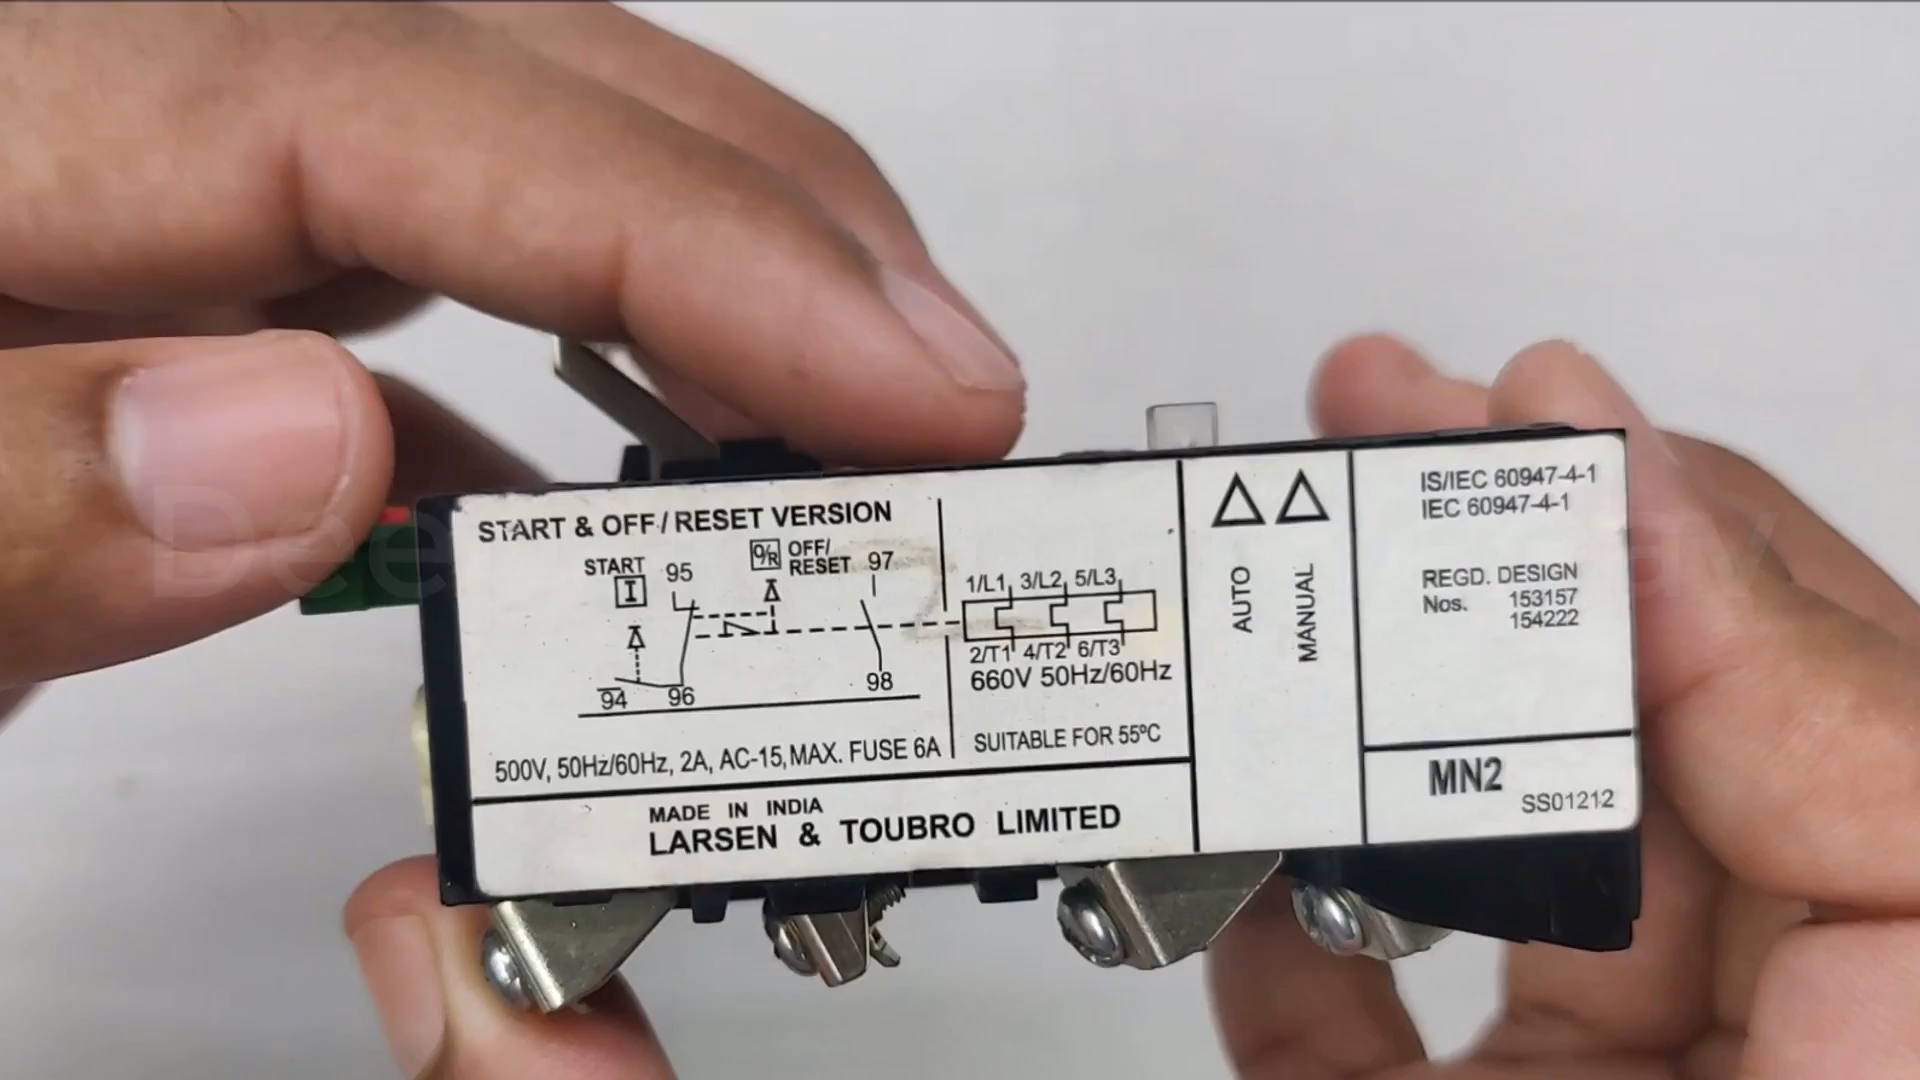 START & OFF / RESET VERSION
START
I
95
O/R
OFF/
RESET
97
94
96
98
500V, 50Hz/60Hz, 2A, AC-15, MAX. FUSE 6A
1/L1 3/L2 5/L3
2/T1 4/T2 6/T3
660V 50Hz/60Hz
SUITABLE FOR 55ºC
MADE IN INDIA
LARSEN & TOUBRO LIMITED
AUTO
MANUAL
IS/IEC 60947-4-1
IEC 60947-4-1
REGD. DESIGN
Nos. 153157
154222
MN2
SS01212